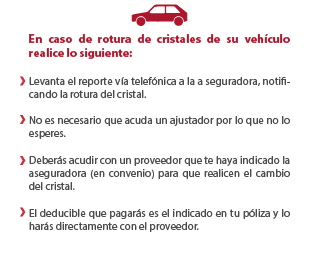 En caso de rotura de cristales de su vehículo
realice lo siguiente:
Levanta el reporte vía telefónica a la a seguradora, notifi-
cando la rotura del cristal.
No es necesario que acuda un ajustador por lo que no lo
esperes.
Deberás acudir con un proveedor que te haya indicado la
aseguradora (en convenio) para que realicen el cambio
del cristal.
El deducible que pagarás es el indicado en tu póliza y lo
harás directamente con el proveedor.